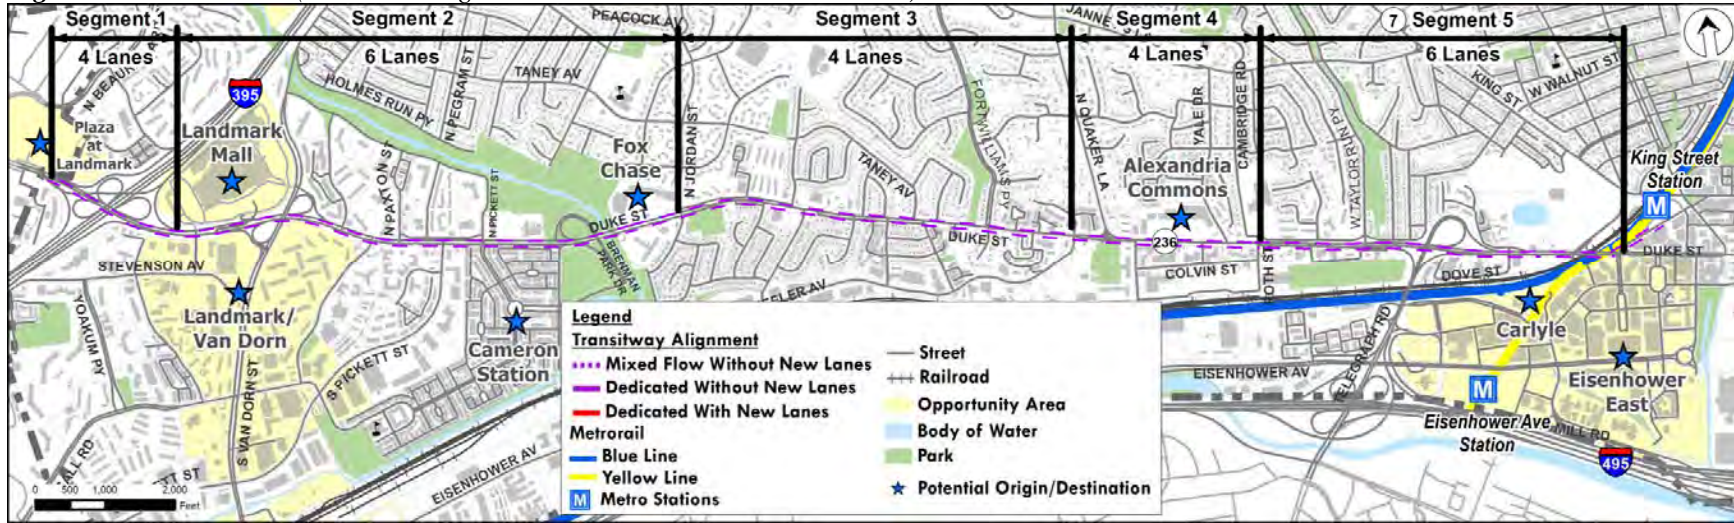 Segment 1
Segment 2
Segment 3
Segment 4
7
Segment 5
4 Lanes
6 Lanes
4 Lanes
4 Lanes
6 Lanes
PEACOCK AV
TANEY AV
HOLMES RUN PY
N PEGRAM ST
395
Plaza
at
Landmark
Landmark
Mall
Fox
Chase
N JORDAN ST
N PAXTON ST
N PICKETT ST
DUKE ST
BRENMAN
PARK DR
TANEY AV
FORT WILLIAMS PY
DUKE ST
N QUAKER LA
YALE DR
CAMBRIDGE RD
Alexandria
Commons
236
COLVIN ST
ROTH ST
W TAYLOR RUN PY
KING ST
W WALNUT ST
King Street
Station
M
DUKE ST
DOVE ST
STEVENSON AV
YOAKUM PY
Landmark/
Van Dorn
S VAN DORN ST
S PICKETT ST
Cameron
Station
EISENHOWER AV
TELEGRAPH RD
EISENHOWER AV
Carlyle
M
Eisenhower Ave
Station
Eisenhower
East
MILL RD
495
Legend
Transitway Alignment
Mixed Flow Without New Lanes
Dedicated Without New Lanes
Dedicated With New Lanes
Metrorail
Blue Line
Yellow Line
M Metro Stations
Street
Railroad
Opportunity Area
Body of Water
Park
Potential Origin/Destination
0 500 1,000 2,000
Feet